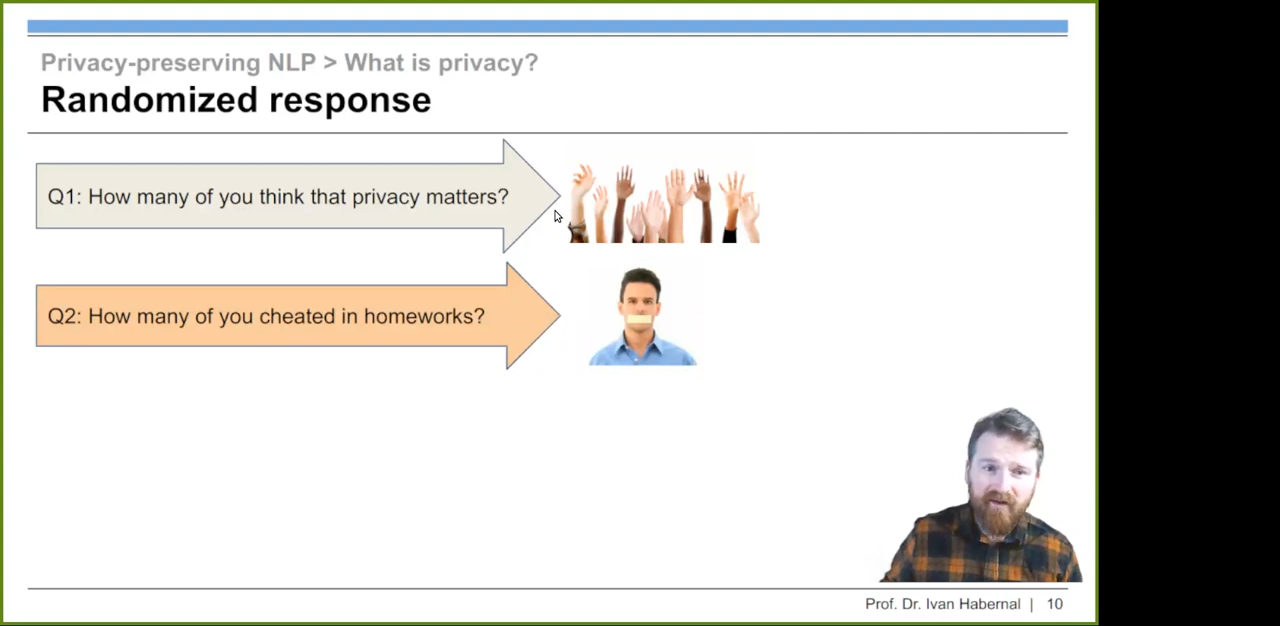 Privacy-preserving NLP > What is privacy?
Randomized response
Q1: How many of you think that privacy matters?
Q2: How many of you cheated in homeworks?
Prof. Dr. Ivan Habernal | 10